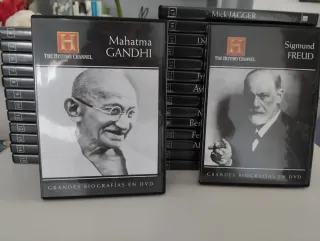 Mick JAGGER
H
THE HISTORY CHANNEL
Mahatma
GANDHI
GRANDES BIOGRAFÍAS EN DVD
H
THE HISTORY CHANNEL
Sigmund
FREUD
GRANDES BIOGRAFÍAS EN DVD